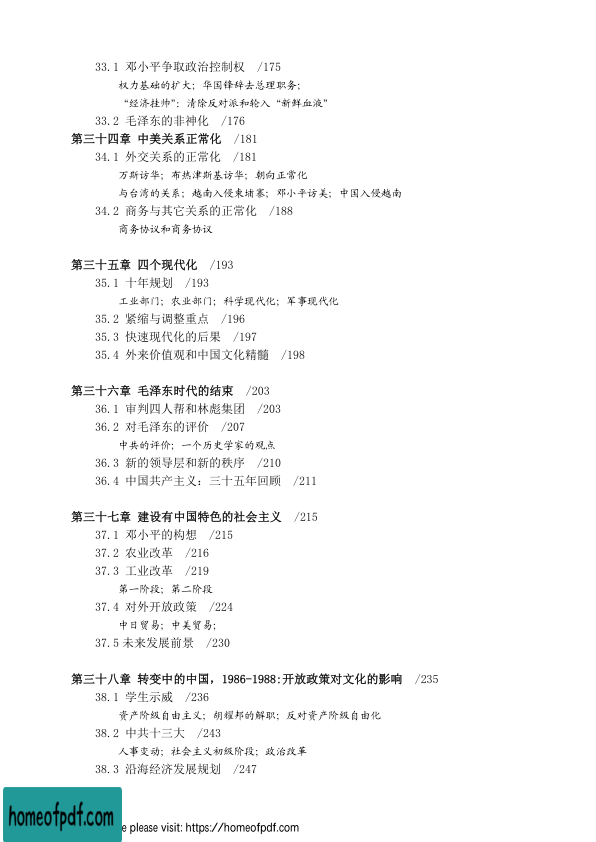 33.1 邓小平争取政治控制权 /175
权力基础的扩大；华国锋辞去总理职务；
“经济挂帅”：清除反对派和轮入“新鲜血液”
33.2 毛泽东的非神化 /176
第三十四章 中美关系正常化 /181
34.1 外交关系的正常化 /181
万斯访华；布热津斯基访华；朝向正常化
与台湾的关系；越南入侵柬埔寨；邓小平访美；中国入侵越南
34.2 商务与其它关系的正常化 /188
商务协议和商务协议
第三十五章 四个现代化 /193
35.1 十年规划 /193
工业部门；农业部门；科学现代化；军事现代化
35.2 紧缩与调整重点 /196
35.3 快速现代化的后果 /197
35.4 外来价值观和中国文化精髓 /198
第三十六章 毛泽东时代的结束 /203
36.1 审判四人帮和林彪集团 /203
36.2 对毛泽东的评价 /207
中共的评价；一个历史学家的观点
36.3 新的领导层和新的秩序 /210
36.4 中国共产主义：三十五年回顾 /211
第三十七章 建设有中国特色的社会主义 /215
37.1 邓小平的构想 /215
37.2 农业改革 /216
37.3 工业改革 /219
第一阶段；第二阶段
37.4 对外开放政策 /224
中日贸易；中美贸易；
37.5未来发展前景 /230
第三十八章 转变中的中国，1986-1988:开放政策对文化的影响 /235
38.1 学生示威 /236
资产阶级自由主义；胡耀邦的解职；反对资产阶级自由化
38.2 中共十三大 /243
人事变动；社会主义初级阶段；政治改革
38.3 沿海经济发展规划 /247
homeofpdf.com
please visit: https://homeofpdf.com